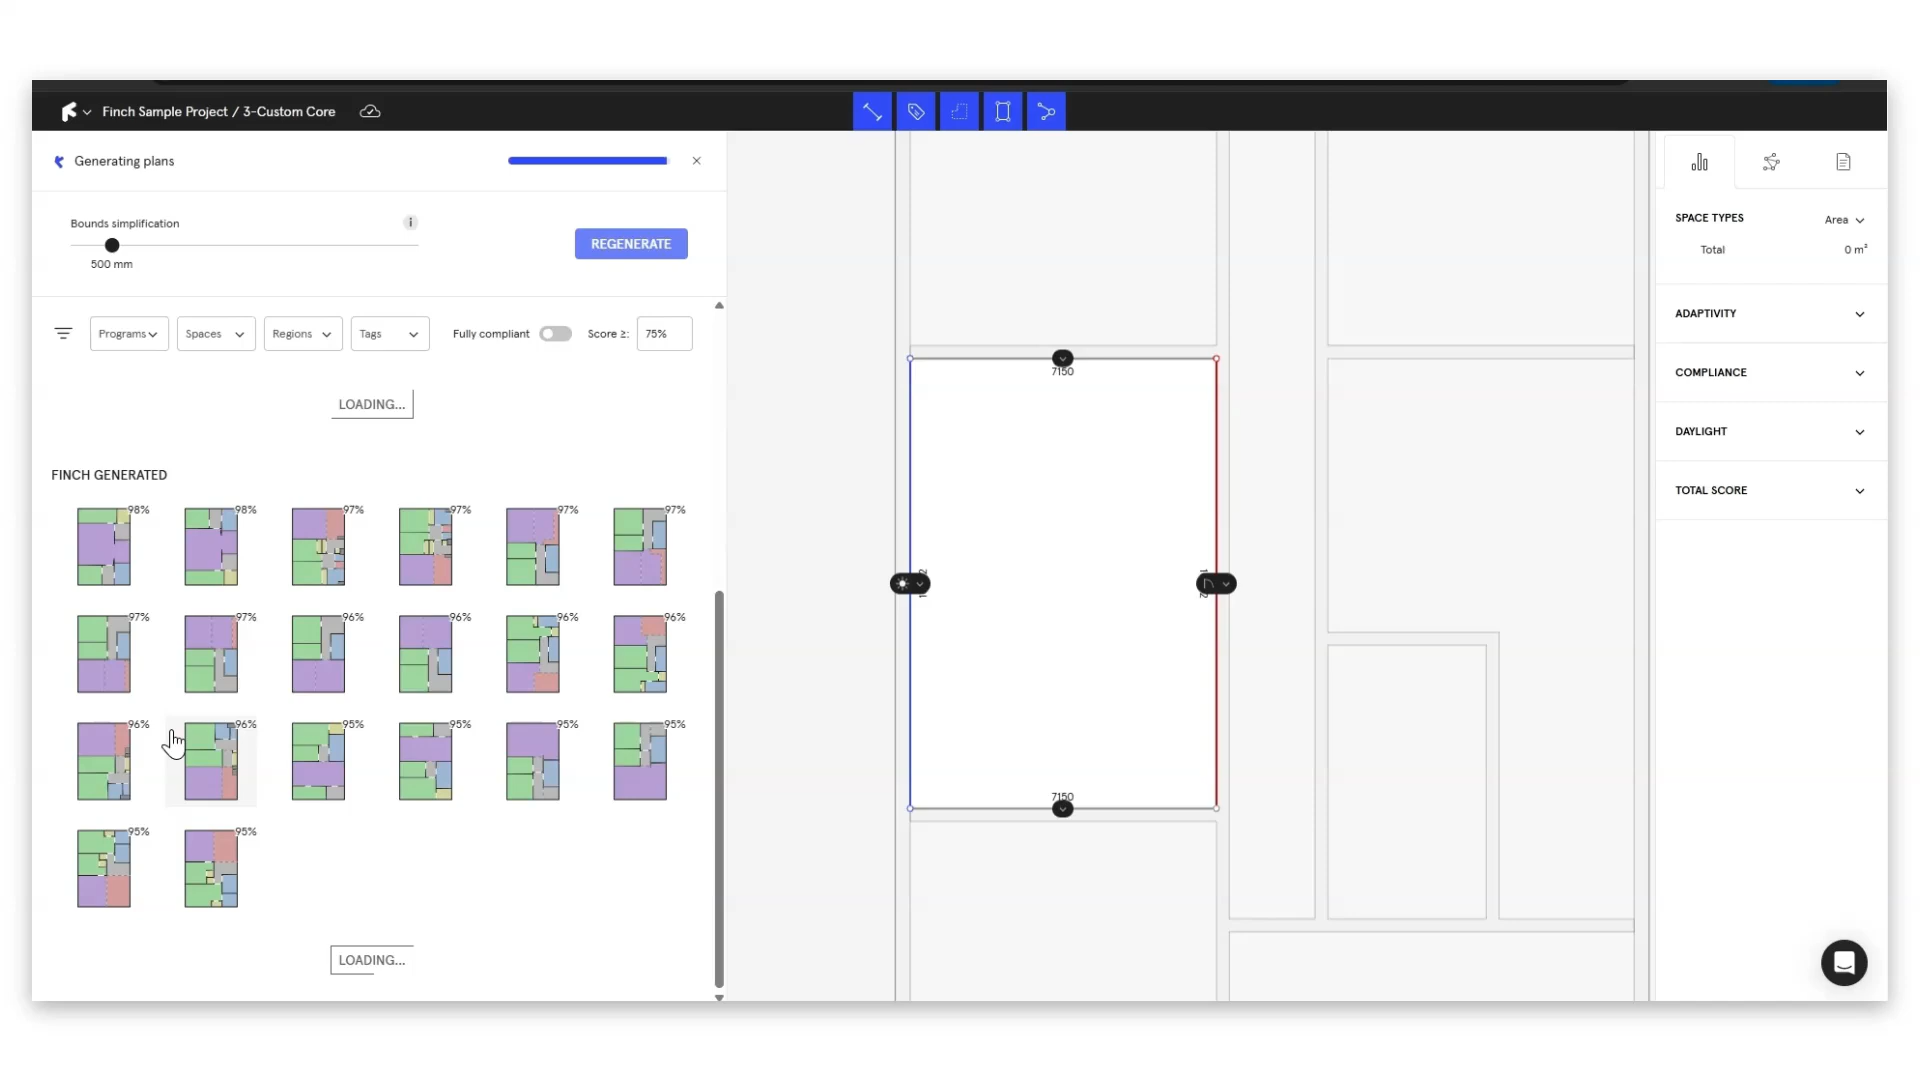 Finch Sample Project / 3-Custom Core
Generating plans
Bounds simplification
i
500 mm
REGENERATE
Programs
Spaces
Regions
Tags
Fully compliant
Score ≥:
75%
LOADING...
FINCH GENERATED
98% 98% 97% 97% 97% 97%
97% 97% 96% 96% 96% 96%
96% 96% 95% 95% 95% 95%
95% 95%
LOADING...
7150
7150
SPACE TYPES
Area
Total
0 m²
ADAPTIVITY
COMPLIANCE
DAYLIGHT
TOTAL SCORE